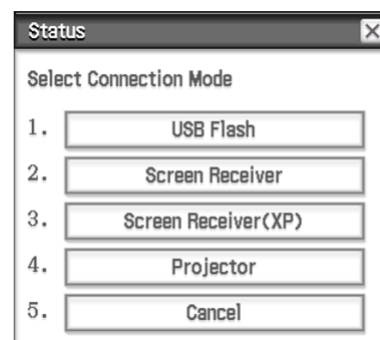 Status
Select Connection Mode
1. USB Flash
2. Screen Receiver
3. Screen Receiver(XP)
4. Projector
5. Cancel